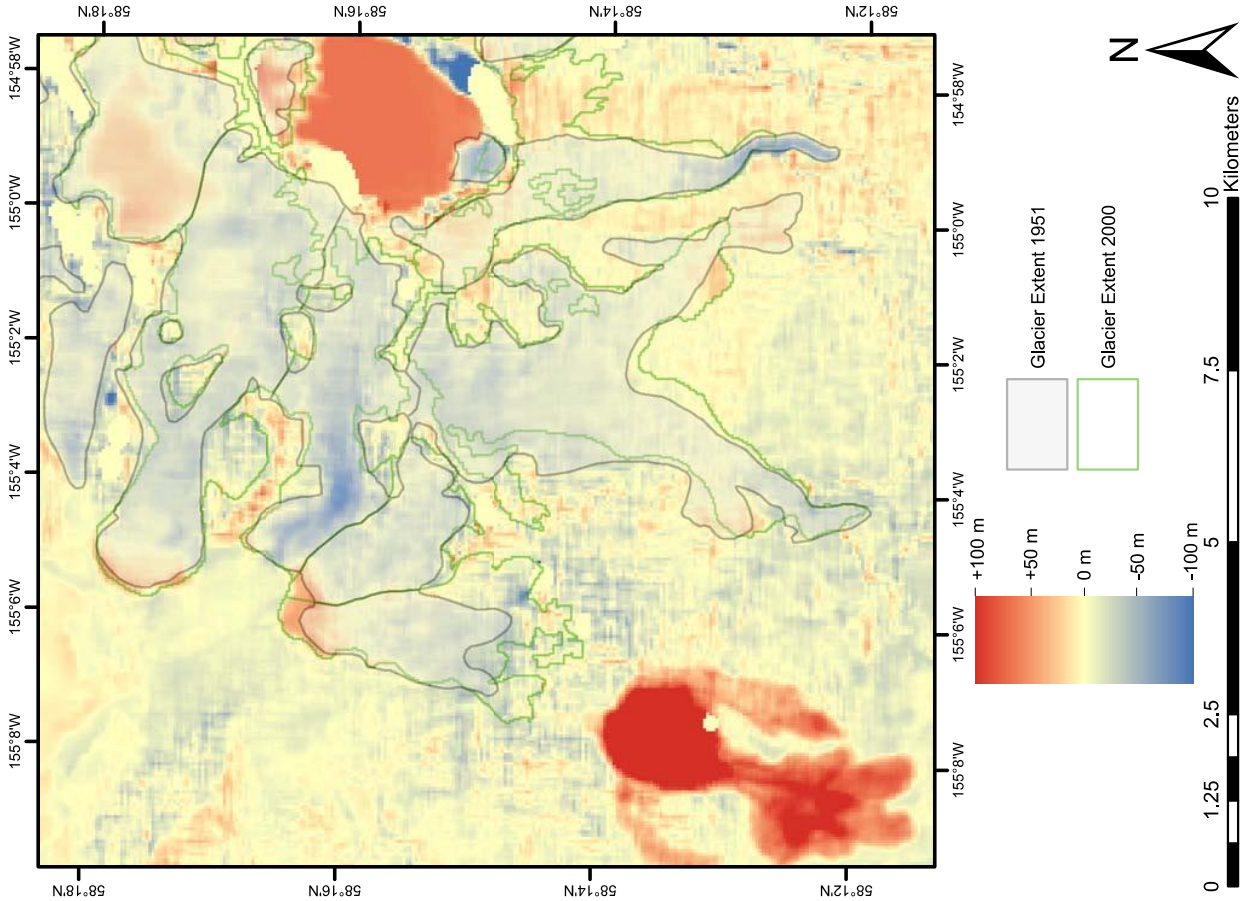 58°18'N 58°16'N 58°14'N 58°12'N
154°58'W
155°0'W
155°2'W
155°4'W
155°6'W
155°8'W
154°58'W
155°0'W
155°2'W
155°4'W
155°6'W
155°8'W
58°18'N 58°16'N 58°14'N 58°12'N
+100 m
+50 m
0 m
-50 m
-100 m
Glacier Extent 1951
Glacier Extent 2000
N
0 1.25 2.5 5 7.5 10
Kilometers